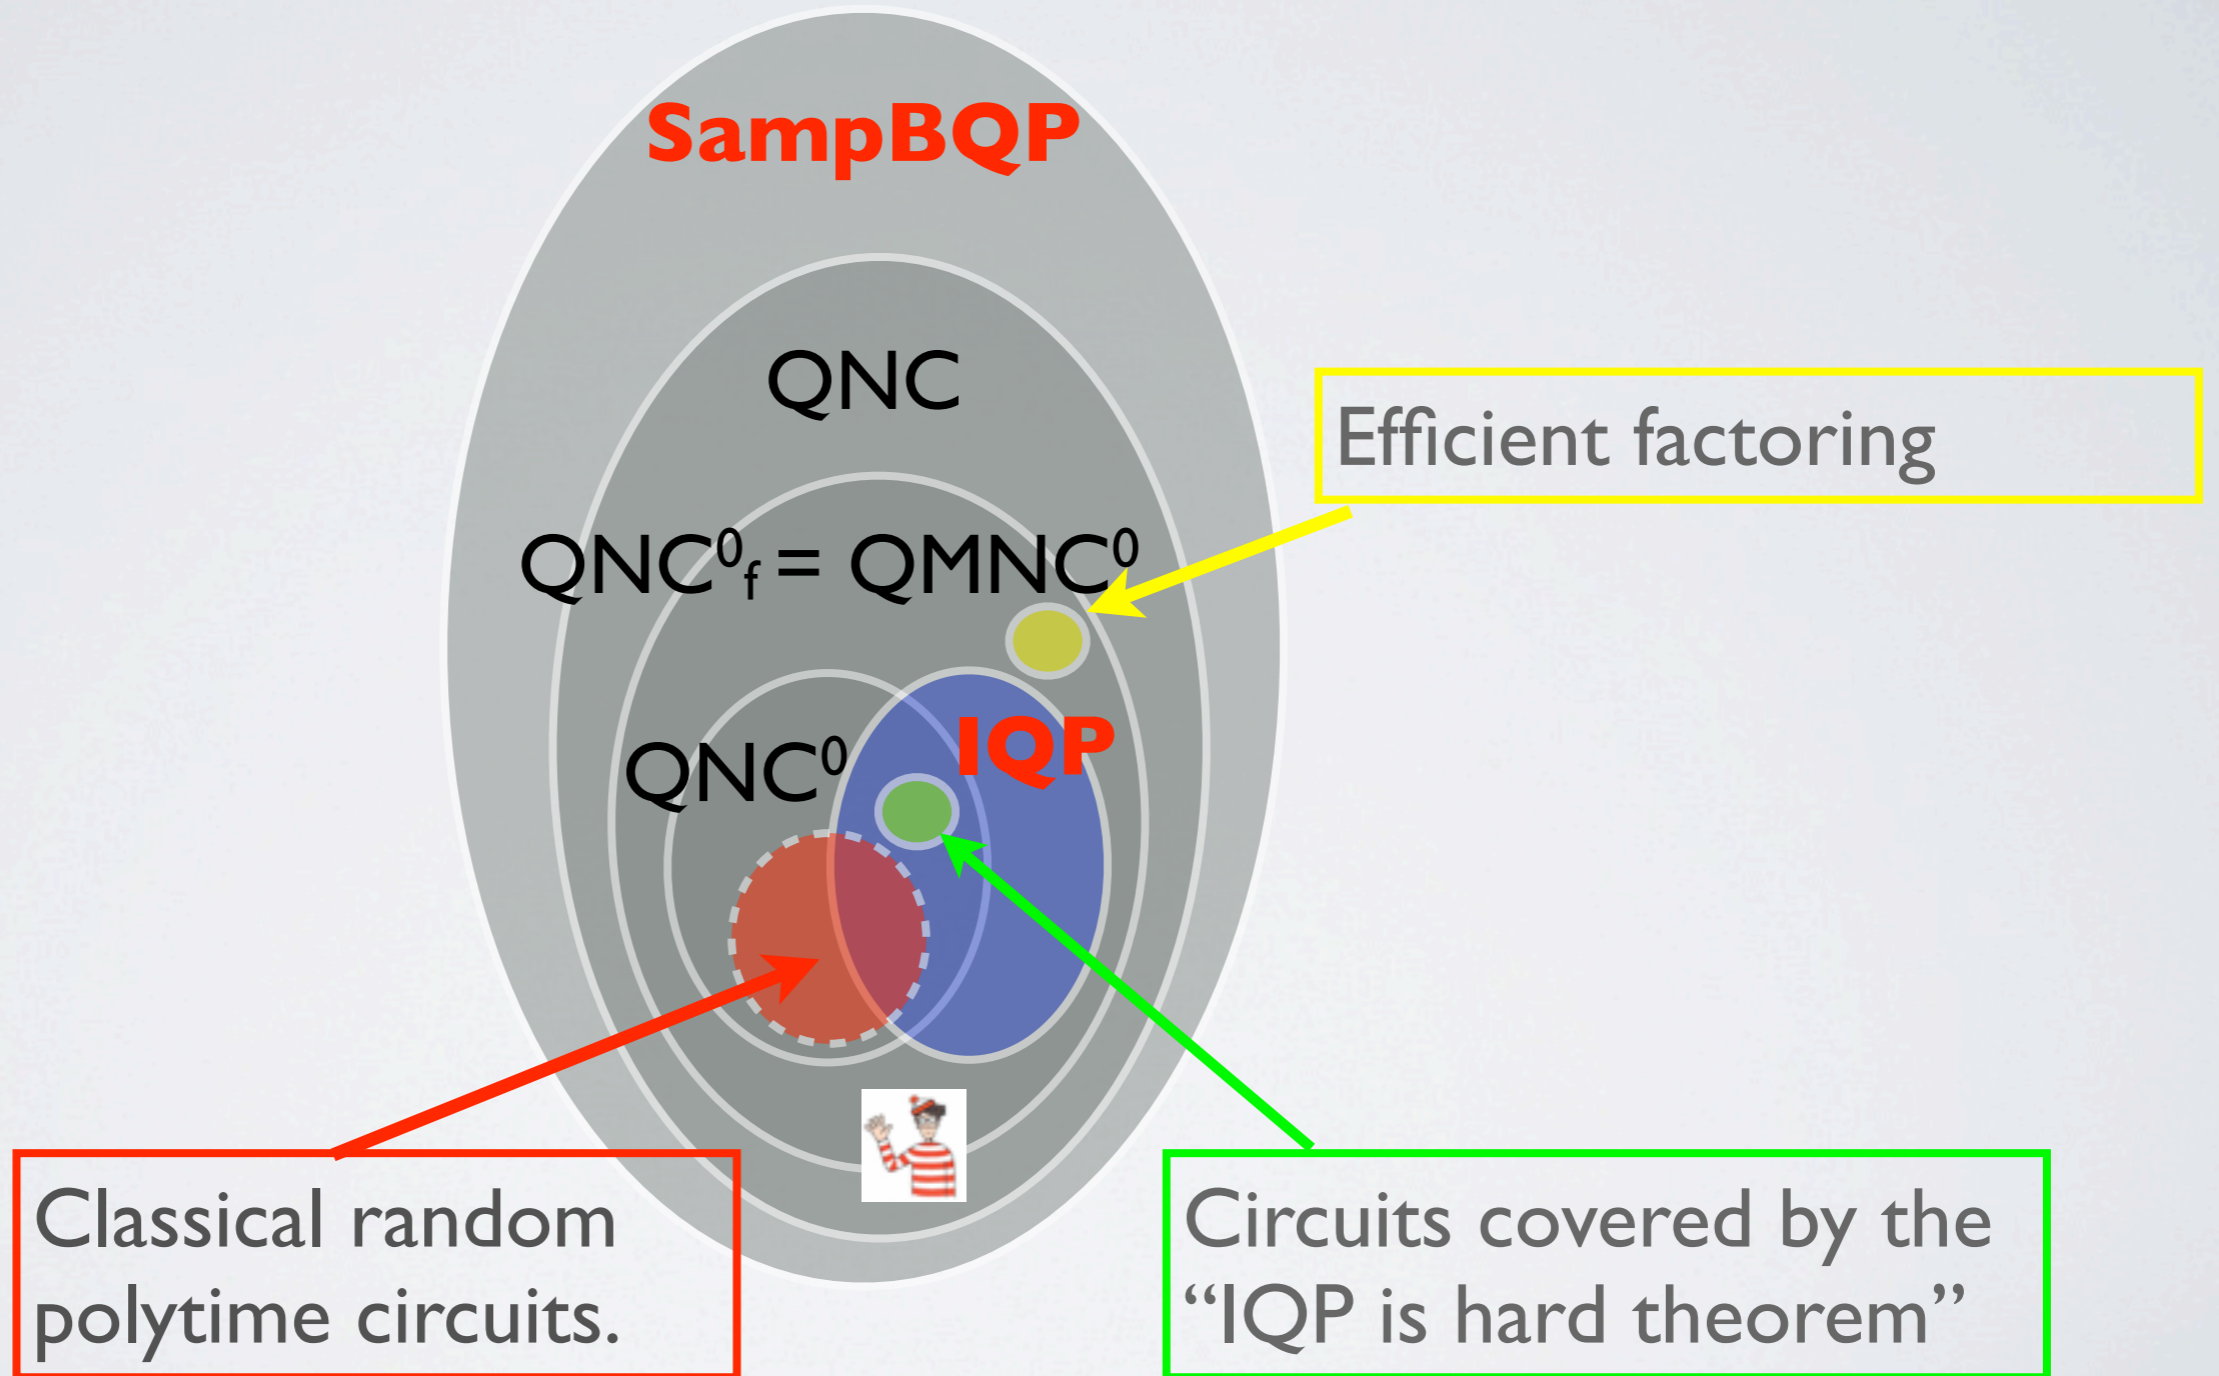 SampBQP
QNC
Efficient factoring
QNC⁰f = QMNC⁰
IQP
QNC⁰
Classical random
polytime circuits.
Circuits covered by the
“IQP is hard theorem”